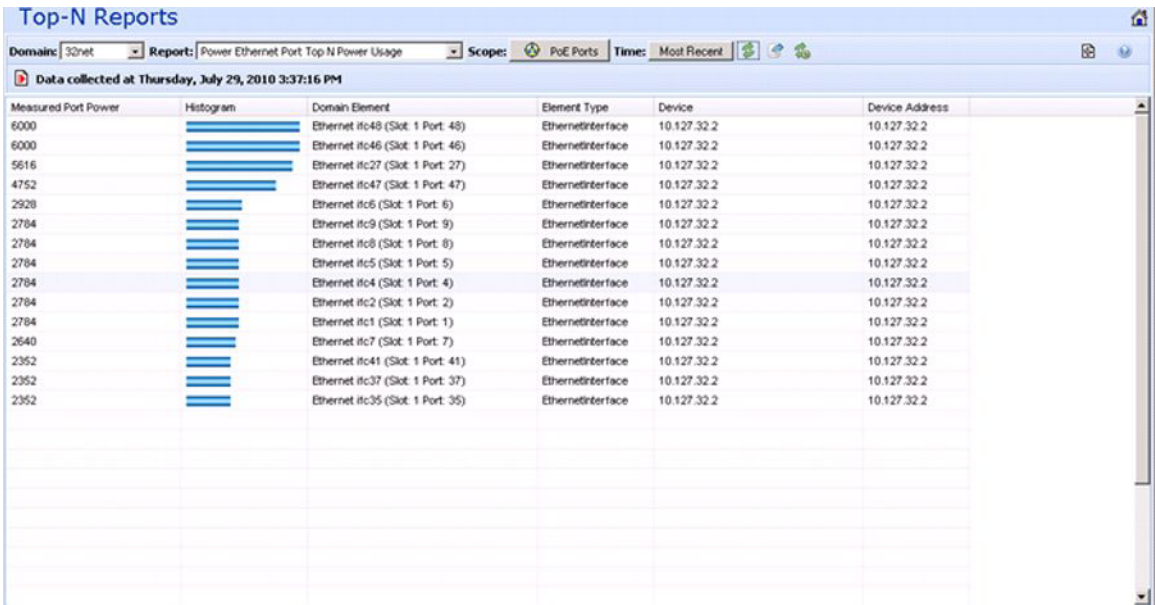 Top-N Reports
Domain: 32net Report: Power Ethernet Port Top N Power Usage Scope: PoE Ports Time: Most Recent
Data collected at Thursday, July 29, 2010 3:37:16 PM
Measured Port Power Histogram Domain Element Element Type Device Device Address
6000 Ethernet ifc48 (Slot: 1 Port: 48) EthernetInterface 10.127.32.2 10.127.32.2
6000 Ethernet ifc46 (Slot: 1 Port: 46) EthernetInterface 10.127.32.2 10.127.32.2
5616 Ethernet ifc27 (Slot: 1 Port: 27) EthernetInterface 10.127.32.2 10.127.32.2
4752 Ethernet ifc47 (Slot: 1 Port: 47) EthernetInterface 10.127.32.2 10.127.32.2
2928 Ethernet ifc6 (Slot: 1 Port: 6) EthernetInterface 10.127.32.2 10.127.32.2
2784 Ethernet ifc9 (Slot: 1 Port: 9) EthernetInterface 10.127.32.2 10.127.32.2
2784 Ethernet ifc8 (Slot: 1 Port: 8) EthernetInterface 10.127.32.2 10.127.32.2
2784 Ethernet ifc5 (Slot: 1 Port: 5) EthernetInterface 10.127.32.2 10.127.32.2
2784 Ethernet ifc4 (Slot: 1 Port: 4) EthernetInterface 10.127.32.2 10.127.32.2
2784 Ethernet ifc2 (Slot: 1 Port: 2) EthernetInterface 10.127.32.2 10.127.32.2
2784 Ethernet ifc1 (Slot: 1 Port: 1) EthernetInterface 10.127.32.2 10.127.32.2
2640 Ethernet ifc7 (Slot: 1 Port: 7) EthernetInterface 10.127.32.2 10.127.32.2
2352 Ethernet ifc41 (Slot: 1 Port: 41) EthernetInterface 10.127.32.2 10.127.32.2
2352 Ethernet ifc37 (Slot: 1 Port: 37) EthernetInterface 10.127.32.2 10.127.32.2
2352 Ethernet ifc35 (Slot: 1 Port: 35) EthernetInterface 10.127.32.2 10.127.32.2